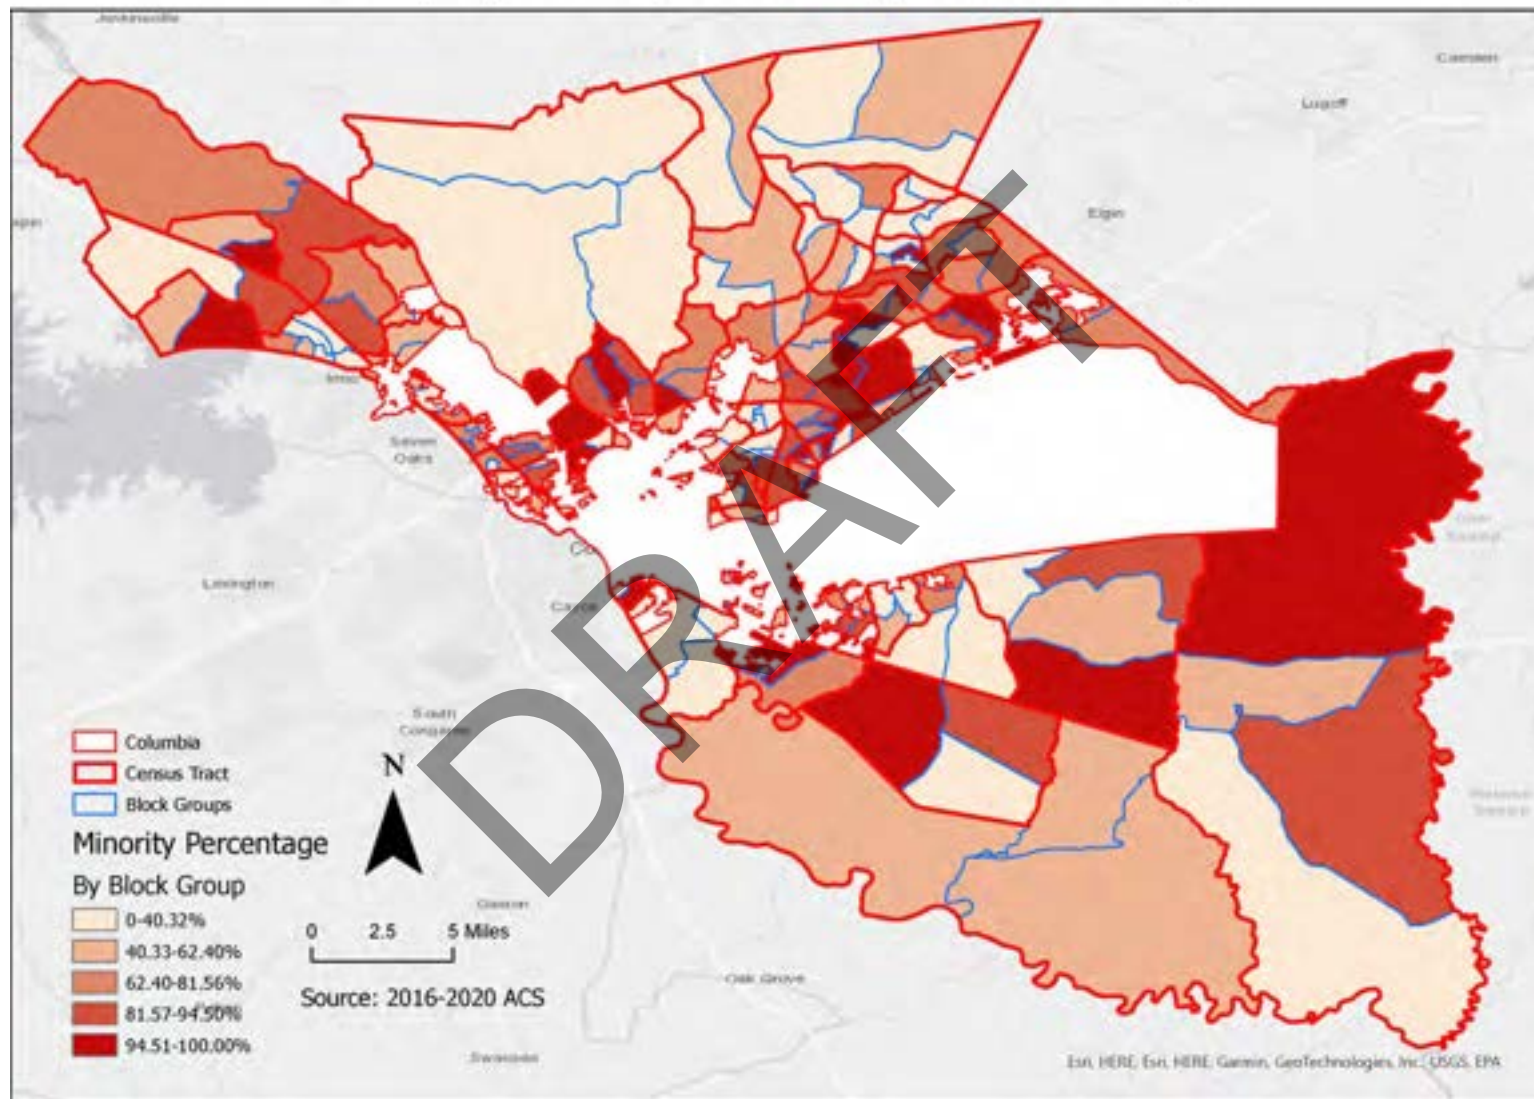 Jenkinsville
Camden
Lugoff
Elgin
Seven
Oaks
Lexington
Cayce
South
Congaree
Gaston
Oak Grove
Swansea
DRAFT
Columbia
Census Tract
Block Groups
N
Minority Percentage
By Block Group
0-40.32%
40.33-62.40%
62.40-81.56%
81.57-94.50%
94.51-100.00%
0 2.5 5 Miles
Source: 2016-2020 ACS
Esri, HERE, Esri, HERE, Garmin, GeoTechnologies, Inc., USGS, EPA